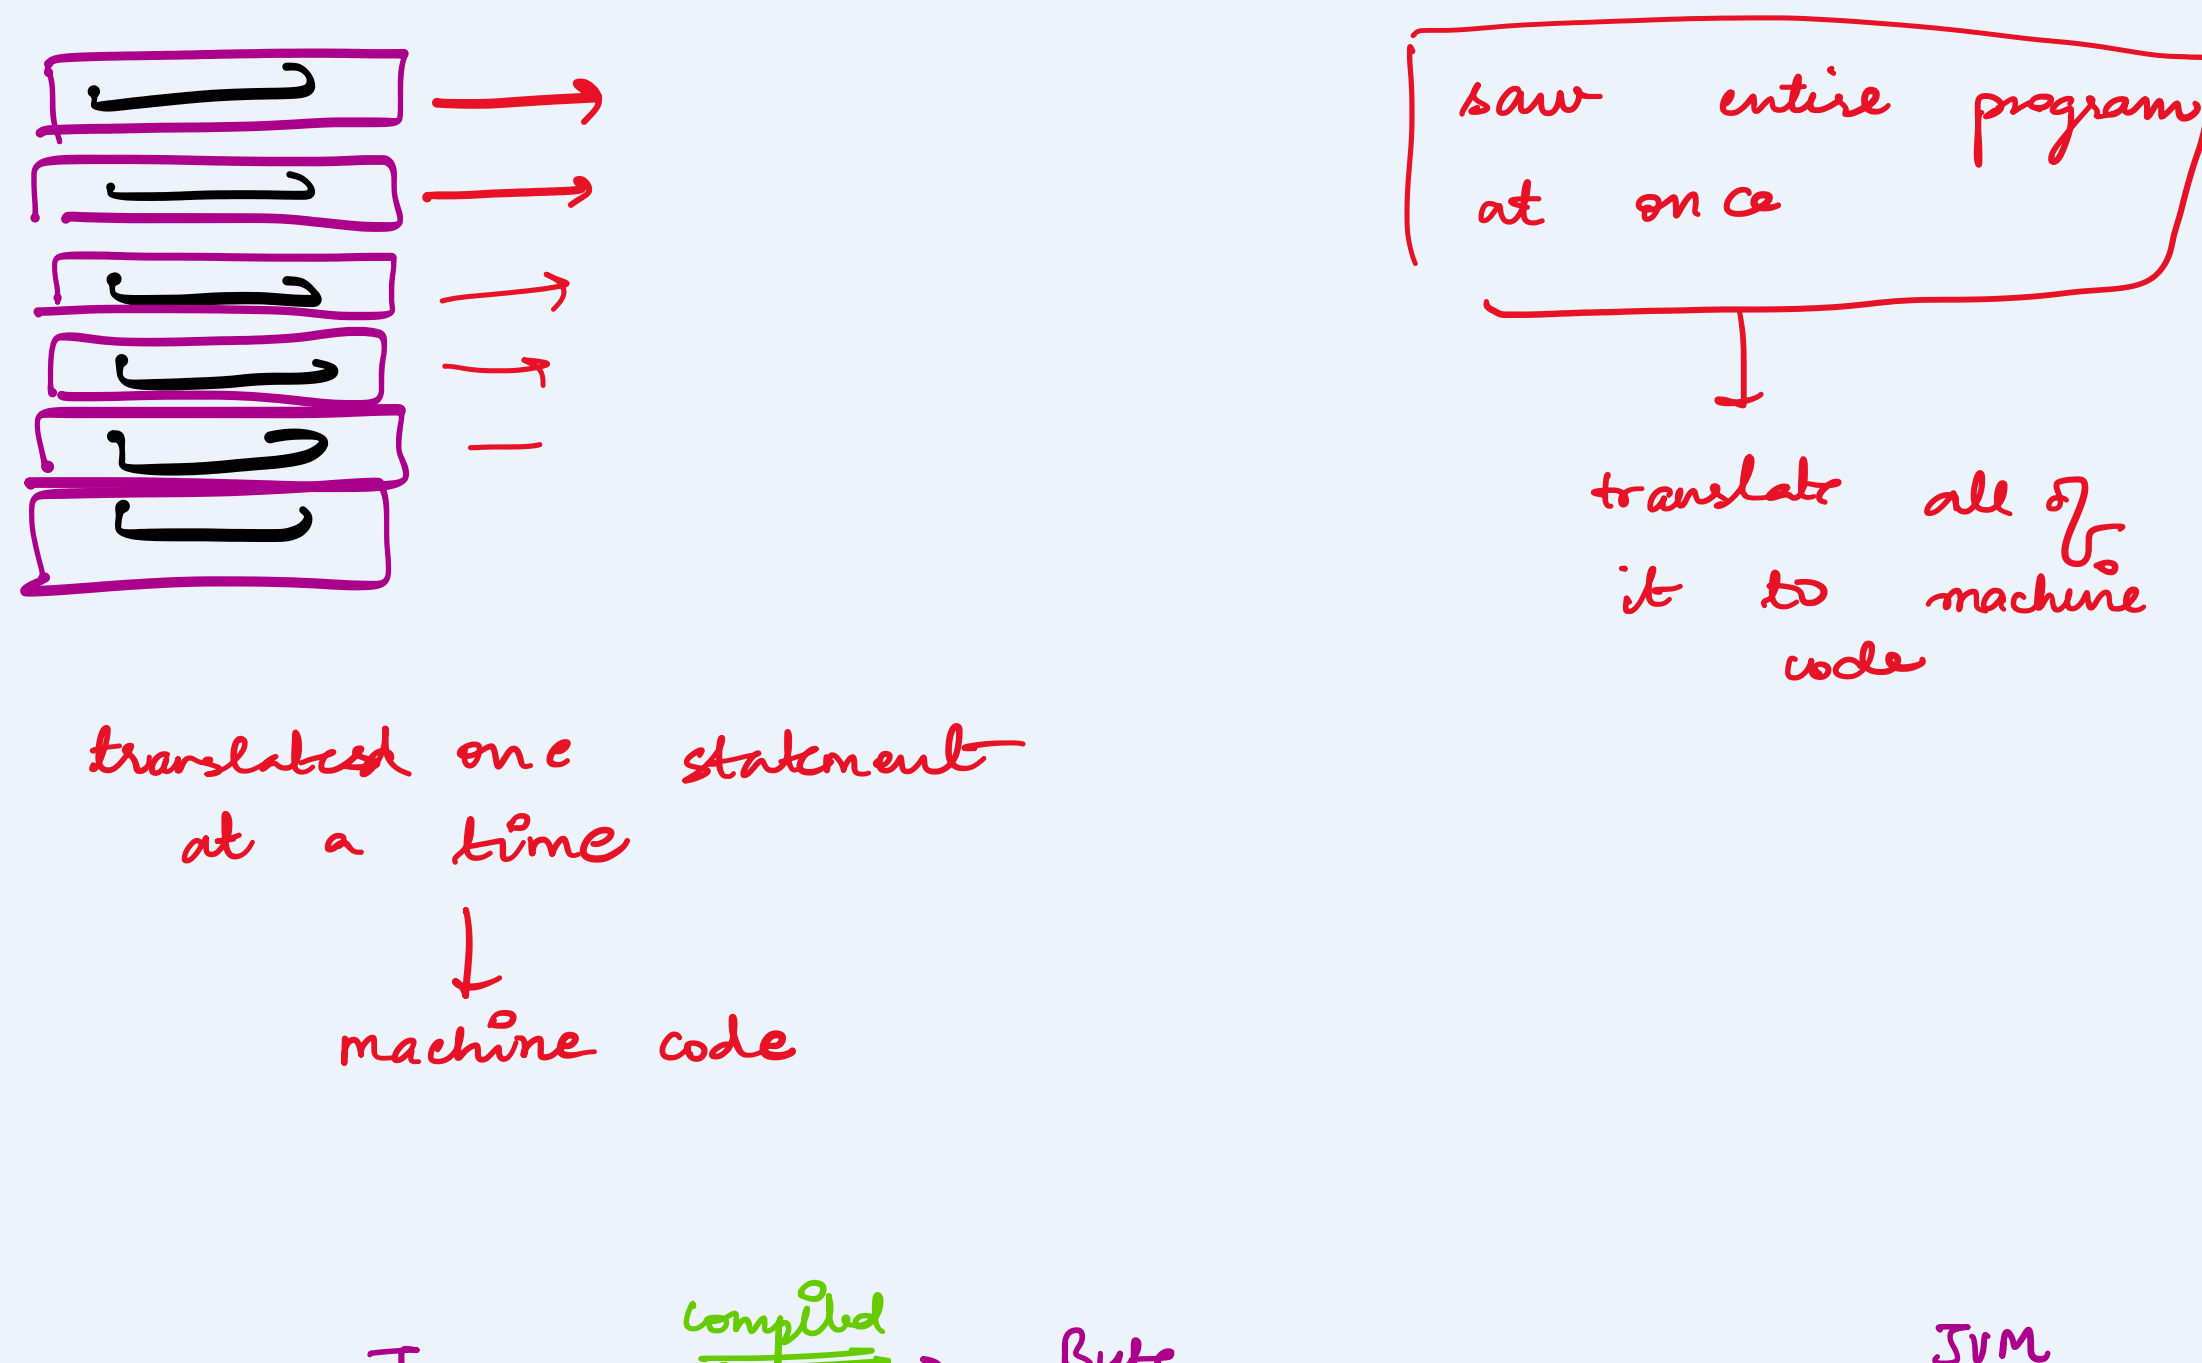 saw entire program
at once
translate all of
it to machine
code
translated one statement
at a time
machine code
compiled
JVM